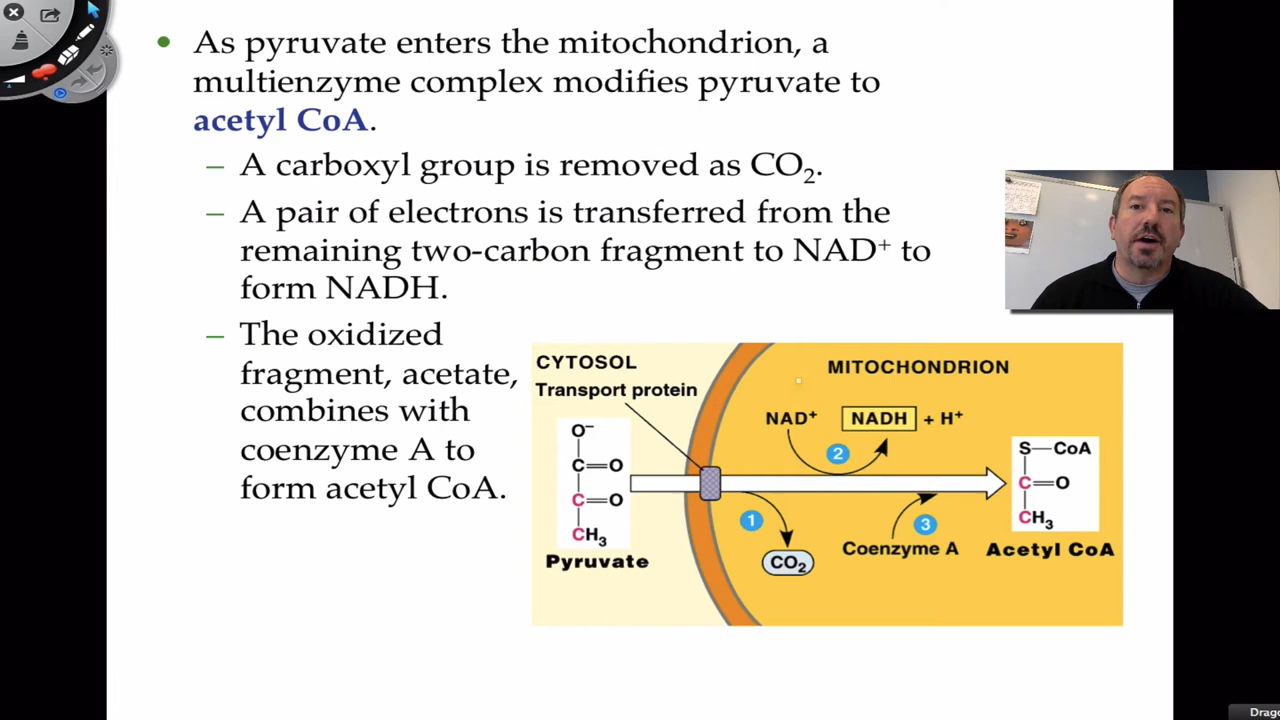 • As pyruvate enters the mitochondrion, a
multienzyme complex modifies pyruvate to
acetyl CoA.
– A carboxyl group is removed as CO₂.
– A pair of electrons is transferred from the
remaining two-carbon fragment to NAD⁺ to
form NADH.
– The oxidized
fragment, acetate,
combines with
coenzyme A to
form acetyl CoA.
CYTOSOL
Transport protein
MITOCHONDRION
NAD⁺ NADH + H⁺
2
O⁻
C=O
C=O
CH₃
Pyruvate
1
CO₂
3
Coenzyme A
S—CoA
C=O
CH₃
Acetyl CoA